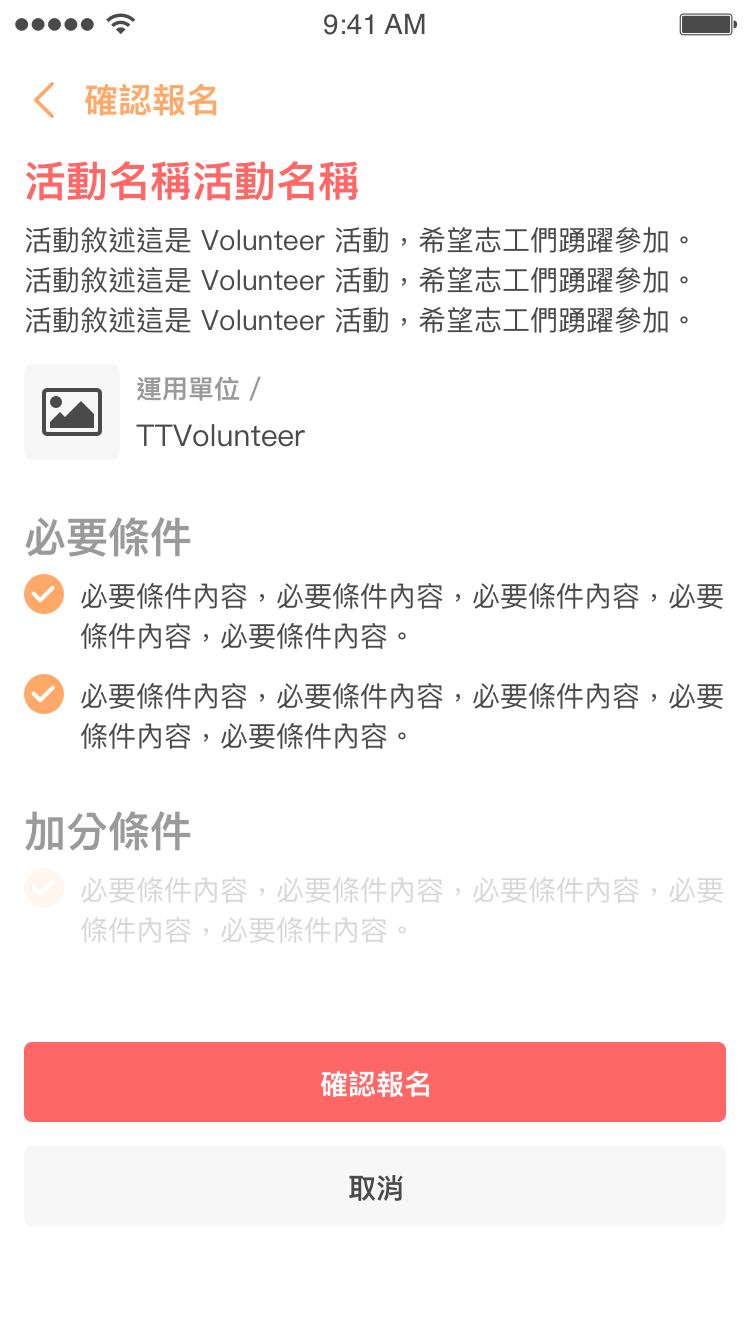 9:41 AM
確認報名
活動名稱活動名稱
活動敘述這是 Volunteer 活動，希望志工們踴躍參加。
活動敘述這是 Volunteer 活動，希望志工們踴躍參加。
活動敘述這是 Volunteer 活動，希望志工們踴躍參加。
運用單位 /
TTVolunteer
必要條件
必要條件內容，必要條件內容，必要條件內容，必要
條件內容，必要條件內容。
必要條件內容，必要條件內容，必要條件內容，必要
條件內容，必要條件內容。
加分條件
必要條件內容，必要條件內容，必要條件內容，必要
條件內容，必要條件內容。
確認報名
取消